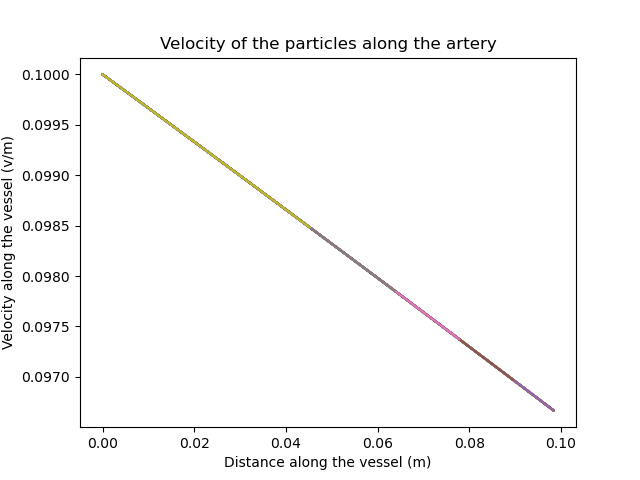 Velocity of the particles along the artery
0.1000
0.0995
0.0990
0.0985
0.0980
0.0975
0.0970
Velocity along the vessel (v/m)
0.00 0.02 0.04 0.06 0.08 0.10
Distance along the vessel (m)